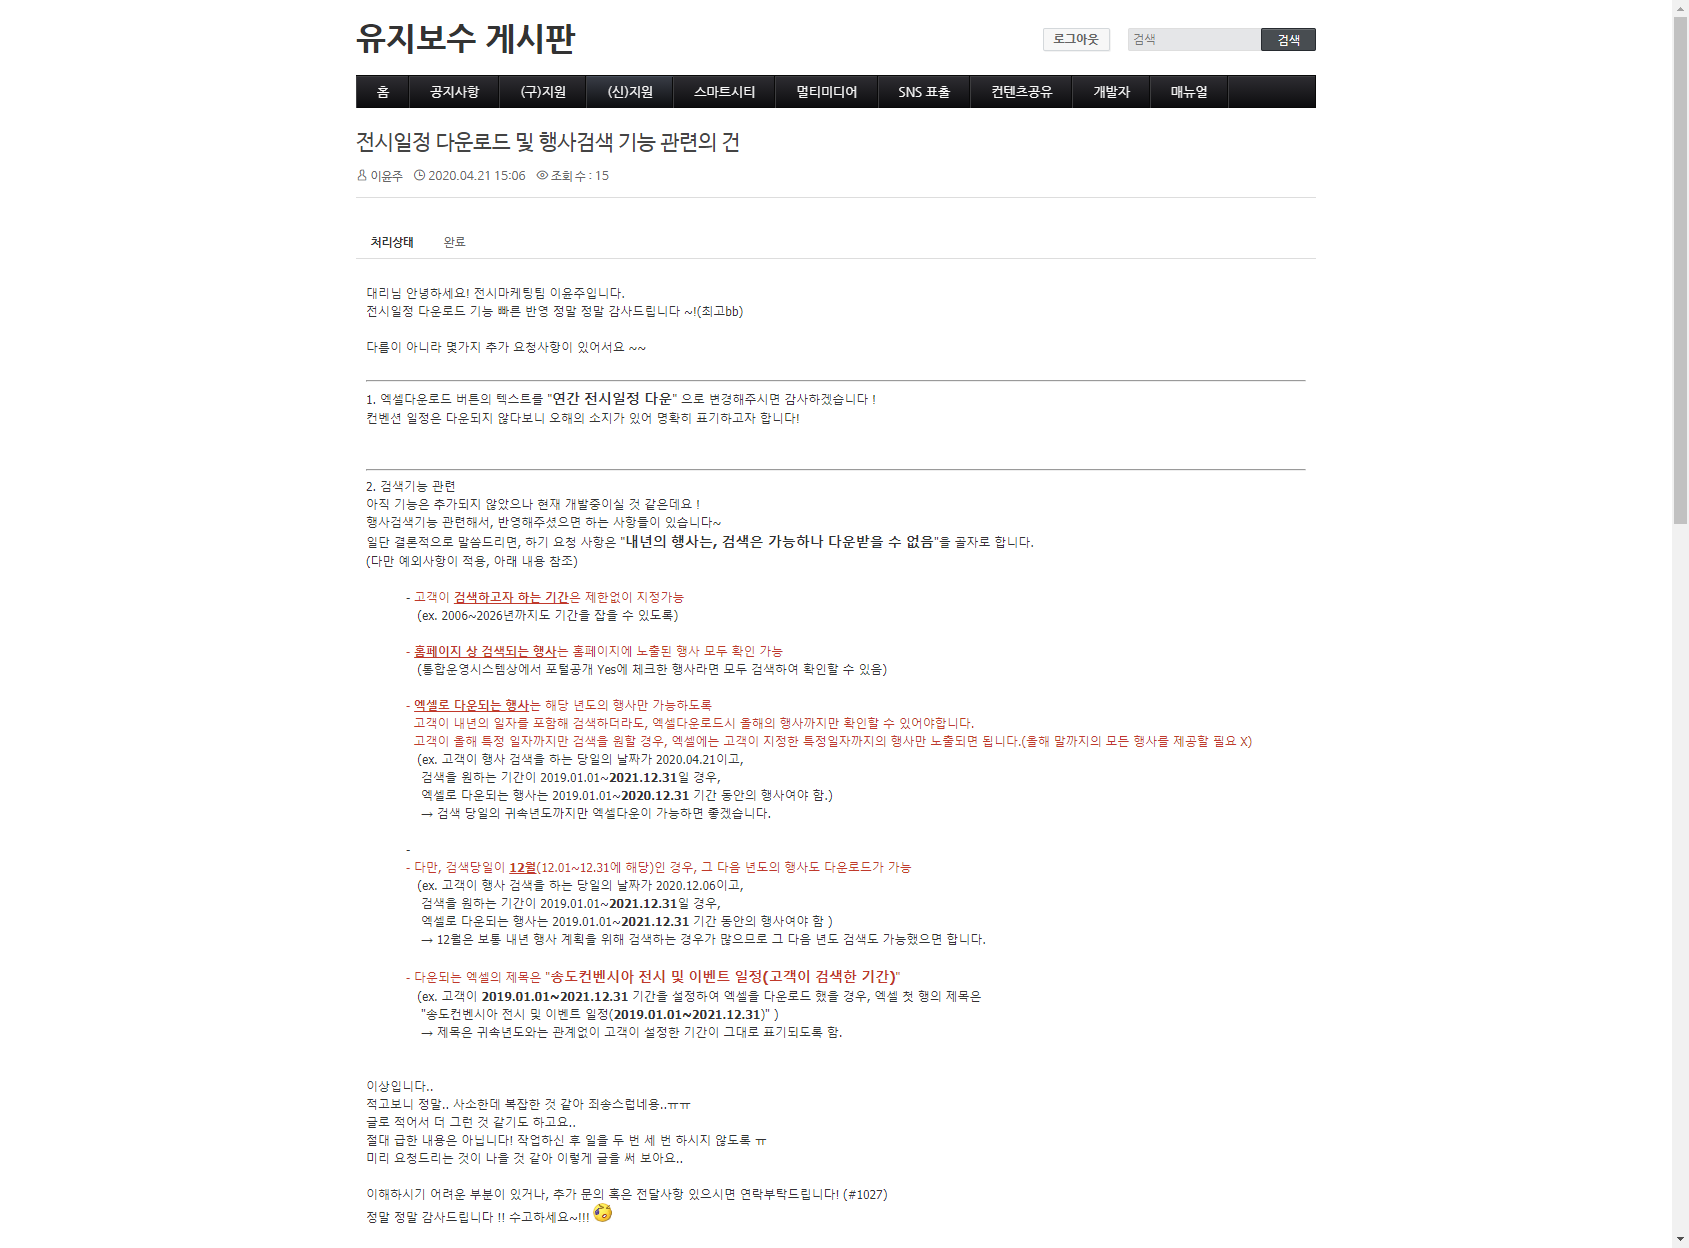 유지보수 게시판
로그아웃
검색
검색
홈
공지사항
(구)지원
(신)지원
스마트시티
멀티미디어
SNS 표출
컨텐츠공유
개발자
매뉴얼
전시일정 다운로드 및 행사검색 기능 관련의 건
이윤주 2020.04.21 15:06 조회 수 : 15
처리상태 완료
대리님 안녕하세요! 전시마케팅팀 이윤주입니다.
전시일정 다운로드 기능 빠른 반영 정말 정말 감사드립니다 ~!(최고bb)
다름이 아니라 몇가지 추가 요청사항이 있어서요 ~~
1. 엑셀다운로드 버튼의 텍스트를 "연간 전시일정 다운" 으로 변경해주시면 감사하겠습니다 !
컨벤션 일정은 다운되지 않다보니 오해의 소지가 있어 명확히 표기하고자 합니다!
2. 검색기능 관련
아직 기능은 추가되지 않았으나 현재 개발중이실 것 같은데요 !
행사검색기능 관련해서, 반영해주셨으면 하는 사항들이 있습니다~
일단 결론적으로 말씀드리면, 하기 요청 사항은 "내년의 행사는, 검색은 가능하나 다운받을 수 없음"을 골자로 합니다.
(다만 예외사항이 적용, 아래 내용 참조)
- 고객이 검색하고자 하는 기간은 제한없이 지정가능
(ex. 2006~2026년까지도 기간을 잡을 수 있도록)
- 홈페이지 상 검색되는 행사는 홈페이지에 노출된 행사 모두 확인 가능
(통합운영시스템상에서 포털공개 Yes에 체크한 행사라면 모두 검색하여 확인할 수 있음)
- 엑셀로 다운되는 행사는 해당 년도의 행사만 가능하도록
고객이 내년의 일자를 포함해 검색하더라도, 엑셀다운로드시 올해의 행사까지만 확인할 수 있어야합니다.
고객이 올해 특정 일자까지만 검색을 원할 경우, 엑셀에는 고객이 지정한 특정일자까지의 행사만 노출되면 됩니다.(올해 말까지의 모든 행사를 제공할 필요 X)
(ex. 고객이 행사 검색을 하는 당일의 날짜가 2020.04.21이고,
검색을 원하는 기간이 2019.01.01~2021.12.31일 경우,
엑셀로 다운되는 행사는 2019.01.01~2020.12.31 기간 동안의 행사여야 함.)
→ 검색 당일의 귀속년도까지만 엑셀다운이 가능하면 좋겠습니다.
-
- 다만, 검색당일이 12월(12.01~12.31에 해당)인 경우, 그 다음 년도의 행사도 다운로드가 가능
(ex. 고객이 행사 검색을 하는 당일의 날짜가 2020.12.06이고,
검색을 원하는 기간이 2019.01.01~2021.12.31일 경우,
엑셀로 다운되는 행사는 2019.01.01~2021.12.31 기간 동안의 행사여야 함 )
→ 12월은 보통 내년 행사 계획을 위해 검색하는 경우가 많으므로 그 다음 년도 검색도 가능했으면 합니다.
- 다운되는 엑셀의 제목은 "송도컨벤시아 전시 및 이벤트 일정(고객이 검색한 기간)"
(ex. 고객이 2019.01.01~2021.12.31 기간을 설정하여 엑셀을 다운로드 했을 경우, 엑셀 첫 행의 제목은
"송도컨벤시아 전시 및 이벤트 일정(2019.01.01~2021.12.31)" )
→ 제목은 귀속년도와는 관계없이 고객이 설정한 기간이 그대로 표기되도록 함.
이상입니다..
적고보니 정말.. 사소한데 복잡한 것 같아 죄송스럽네용..ㅠㅠ
글로 적어서 더 그런 것 같기도 하고요..
절대 급한 내용은 아닙니다! 작업하신 후 일을 두 번 세 번 하시지 않도록 ㅠ
미리 요청드리는 것이 나을 것 같아 이렇게 글을 써 보아요..
이해하시기 어려운 부분이 있거나, 추가 문의 혹은 전달사항 있으시면 연락부탁드립니다! (#1027)
정말 정말 감사드립니다 !! 수고하세요~!!!